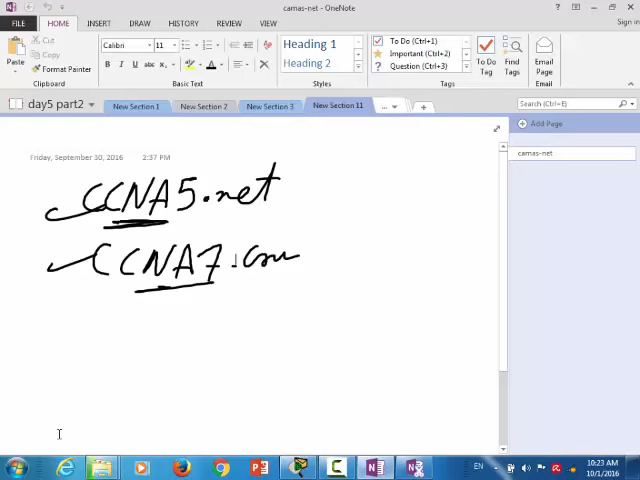 camas-net - OneNote
Sign in
FILE HOME INSERT DRAW HISTORY REVIEW VIEW
Paste
Cut
Copy
Format Painter
Clipboard
Calibri 11
B I U
Basic Text
Heading 1
Heading 2
Styles
To Do (Ctrl+1)
Important (Ctrl+2)
Question (Ctrl+3)
To Do Tag
Find Tags
Tags
Email Page
Email
day5 part2 New Section 1 New Section 2 New Section 3 New Section 11 ... +
Search (Ctrl+E)
Add Page
camas-net
Friday, September 30, 2016 2:37 PM
CCNA5.net
CCNA7.com
EN
10:23 AM
10/1/2016